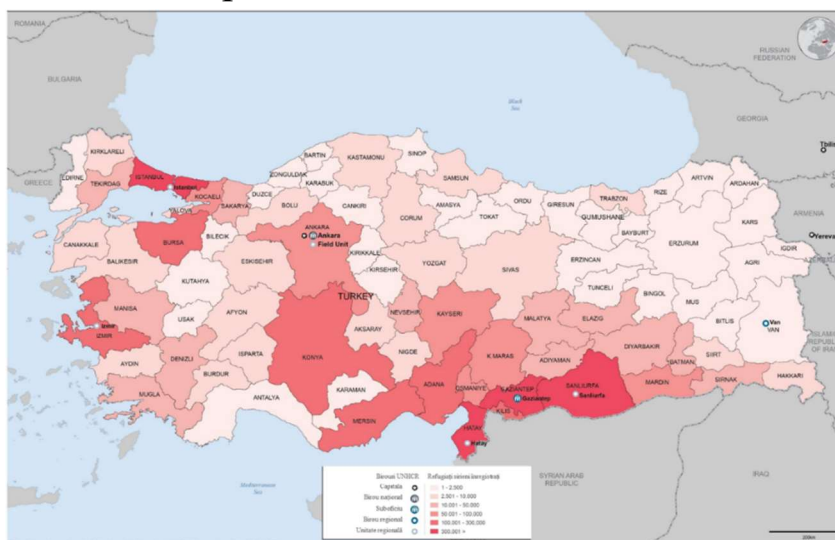 ROMANIA
BULGARIA
GREECE
RUSSIAN
FEDERATION
GEORGIA
ARMENIA
Black
Sea
KIRKLARELI
EDIRNE
TEKIRDAG
ISTANBUL
Istanbul
KOCAELI
YALOVA
SAKARYA
DUZCE
ZONGULDAK
BARTIN
KARABUK
KASTAMONU
SINOP
SAMSUN
BOLU
CANKIRI
CORUM
AMASYA
TOKAT
ORDU
GIRESUN
GUMUSHANE
TRABZON
RIZE
ARTVIN
ARDAHAN
KARS
BAYBURT
ERZURUM
IGDIR
AGRI
ERZINCAN
CANAKKALE
BALIKESIR
BURSA
BILECIK
ESKISEHIR
ANKARA
Ankara
Field Unit
KIRIKKALE
KIRSEHIR
YOZGAT
SIVAS
TURKEY
KUTAHYA
MANISA
USAK
AFYON
IZMIR
AYDIN
DENIZLI
MUGLA
BURDUR
ISPARTA
ANTALYA
KONYA
AKSARAY
NEVSEHIR
NIGDE
KAYSERI
KARAMAN
MERSIN
ADANA
OSMANIYE
K.MARAS
MALATYA
ELAZIG
TUNCELI
BINGOL
MUS
BITLIS
Van
VAN
ADIYAMAN
DIYARBAKIR
BATMAN
SIIRT
SIRNAK
HAKKARI
MARDIN
SANLIURFA
Sanliurfa
GAZIANTEP
Gaziantep
KILIS
HATAY
Hatay
Mediterranean
Sea
SYRIAN ARAB
REPUBLIC
IRAQ
Birouri UNHCR
Capitala
Birou național
Suboficiu
Birou regional
Unitate regională
Refugiați sirieni înregistrați
1 - 2.500
2.501 - 10.000
10.001 - 50.000
50.001 - 100.000
100.001 - 300.000
300.001 +